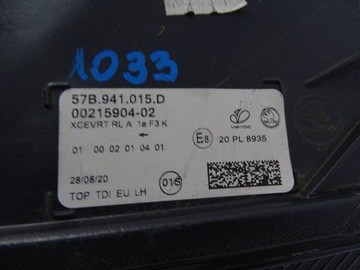 1033
57B.941.015.D
00215904-02
XCEVRT RL A 1a F3 K
01 00 02 01 04 01
E8
20 PL 8935
28/08/20
016
TOP TDI EU LH